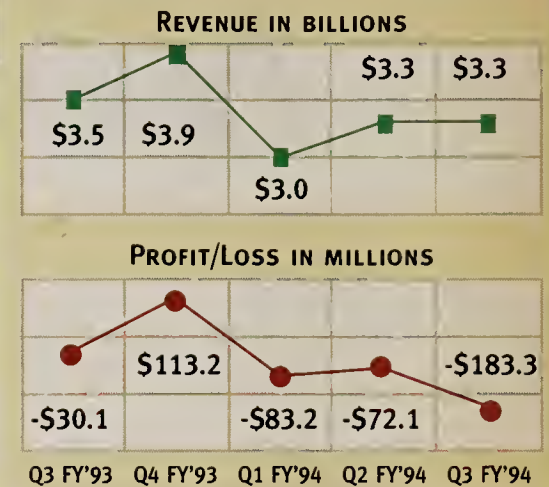 REVENUE IN BILLIONS
$3.3 $3.3
$3.5 $3.9
$3.0
PROFIT/LOSS IN MILLIONS
$113.2 -$183.3
-$30.1 -$83.2 -$72.1
Q3 FY'93 Q4 FY'93 Q1 FY'94 Q2 FY'94 Q3 FY'94